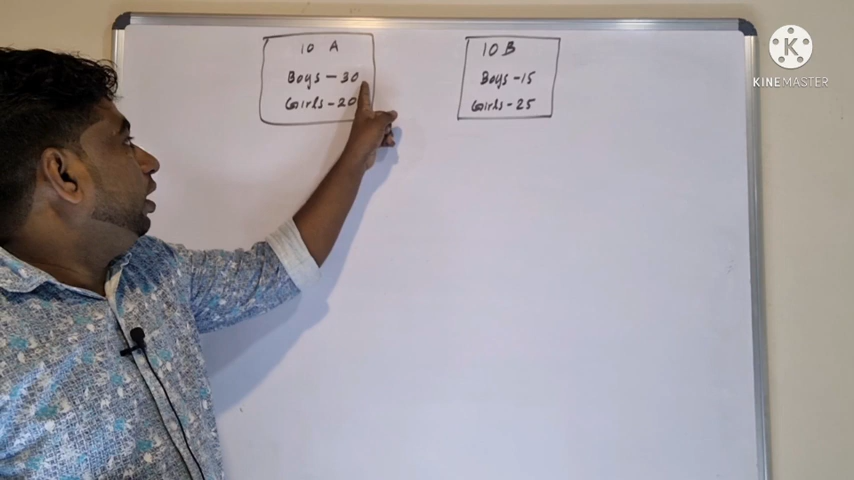 10 A
Boys - 30
Girls - 20
10 B
Boys - 15
Girls - 25
KINEMASTER